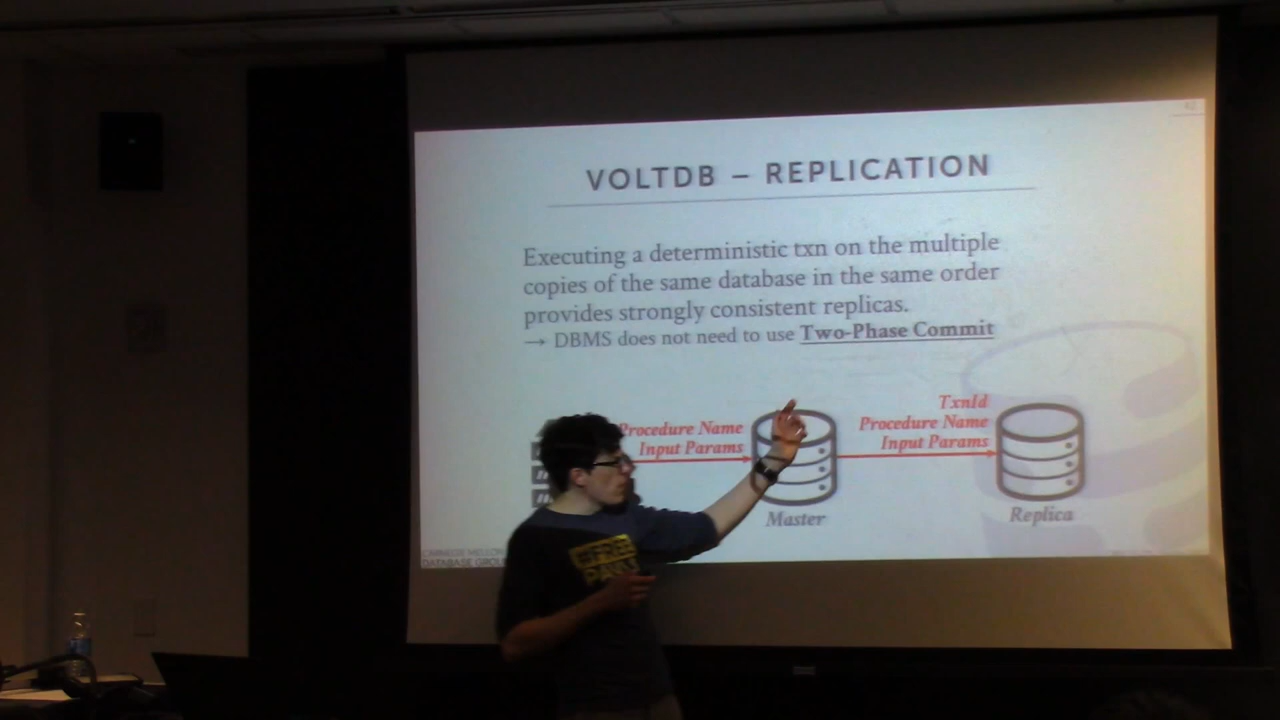 VOLTDB – REPLICATION
Executing a deterministic txn on the multiple
copies of the same database in the same order
provides strongly consistent replicas.
→ DBMS does not need to use Two-Phase Commit
Procedure Name
Input Params
TxnId
Procedure Name
Input Params
Master
Replica
CARNEGIE MELLON
DATABASE GROUP
#FREE